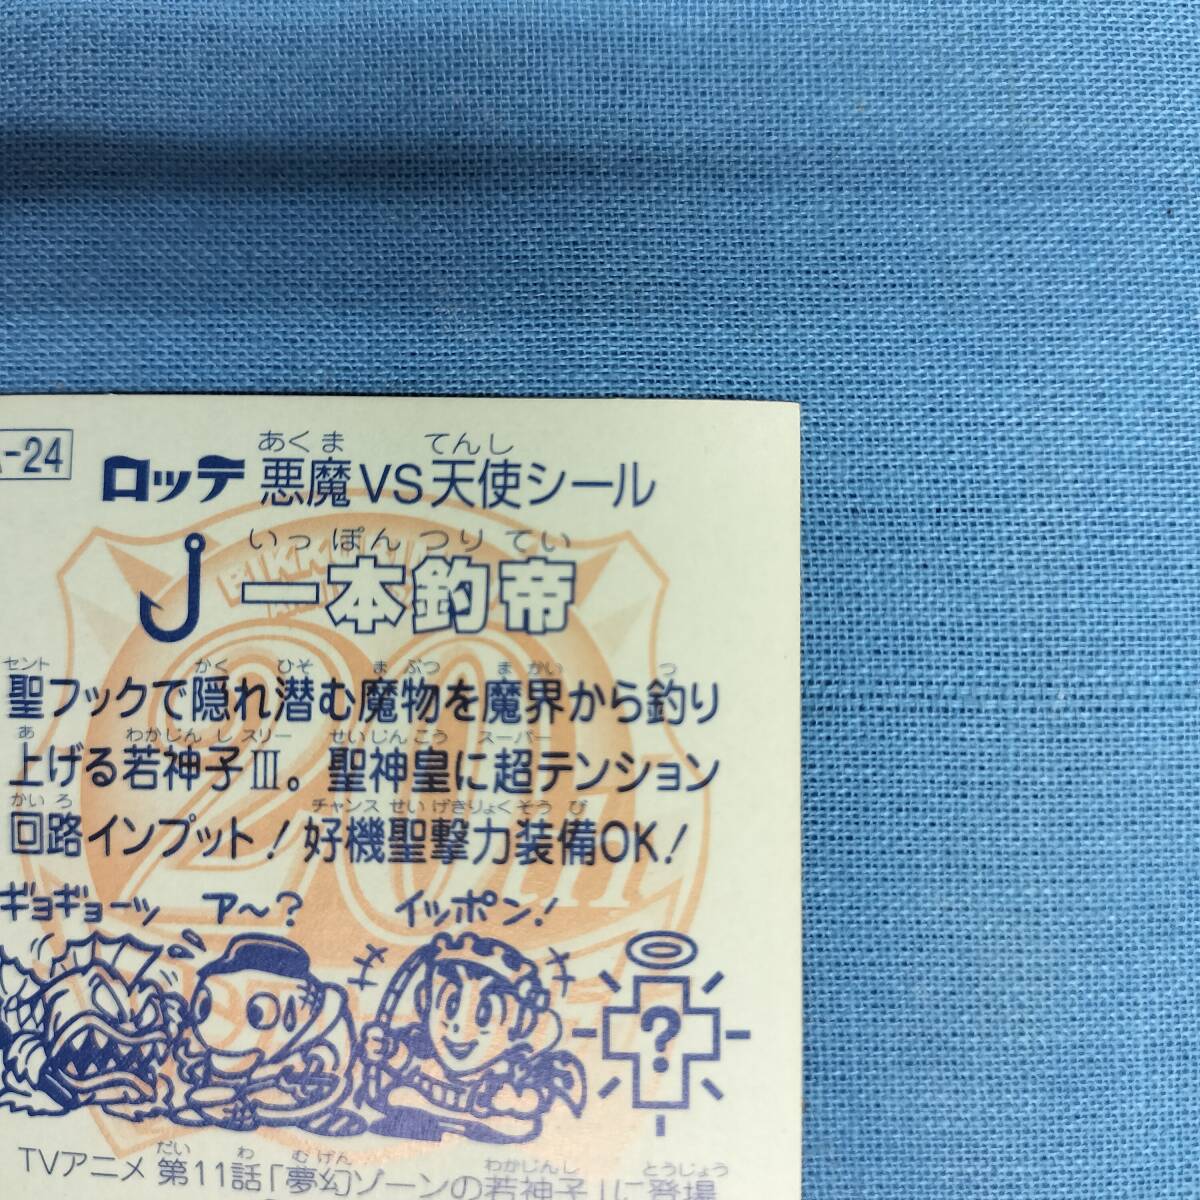 -24
あくま てんし
ロッテ 悪魔VS天使シール
いっぽんつりてい
一本釣帝
セント かく ひそ まぶつ まかい つ
聖フックで隠れ潜む魔物を魔界から釣り
あ わかじんしスリー せいじんこう スーパー
上げる若神子Ⅲ。聖神皇に超テンション
かいろ チャンスせいげきりょくそうび
回路インプット!好機聖撃力装備OK!
ギョギョーッ ア〜? イッポン!
?
20th
だい わ むげん わかじんし とうじょう
TVアニメ 第11話「夢幻ゾーンの若神子」に登場